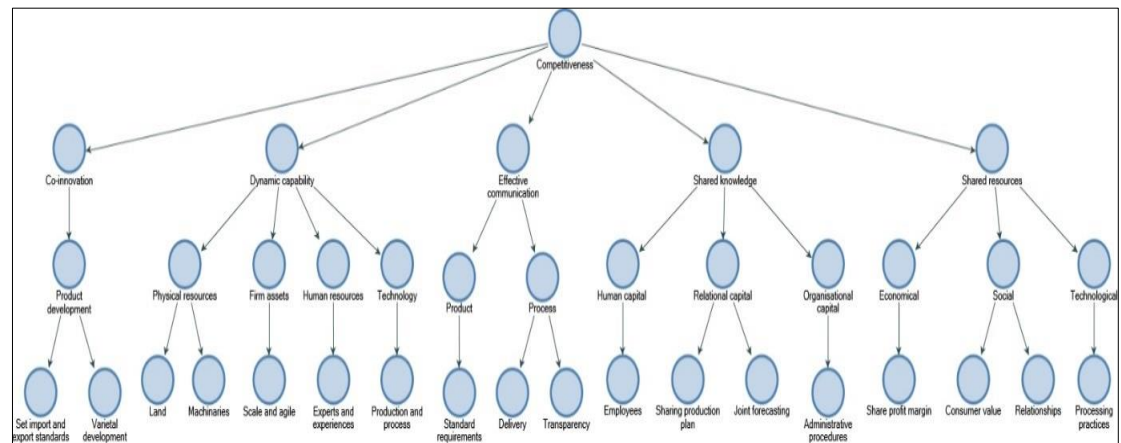 Competitiveness
Co-innovation
Dynamic capability
Effective
communication
Shared knowledge
Shared resources
Product
development
Physical resources
Firm assets
Human resources
Technology
Product
Process
Human capital
Relational capital
Organisational
capital
Economical
Social
Technological
Set import and
export standards
Varietal
development
Land
Machinaries
Scale and agile
Experts and
experiences
Production and
process
Standard
requirements
Delivery
Transparency
Employees
Sharing production
plan
Joint forecasting
Administrative
procedures
Share profit margin
Consumer value
Relationships
Processing
practices